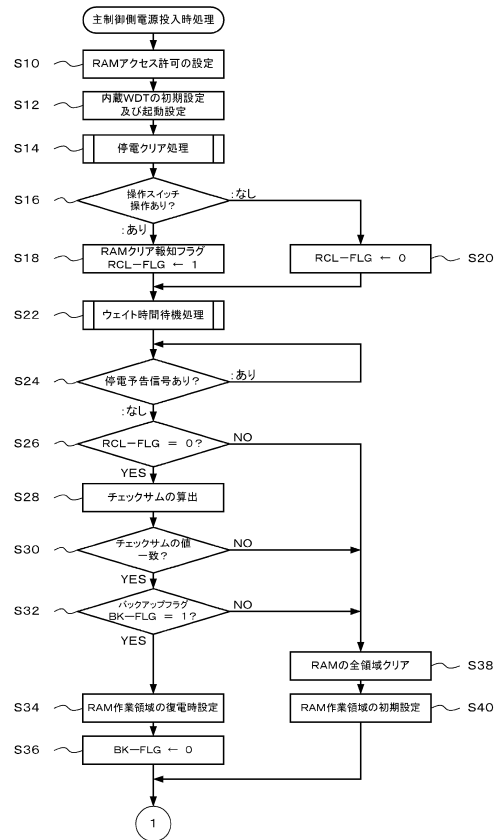 主制御側電源投入時処理
S10
RAMアクセス許可の設定
S12
内蔵WDTの初期設定
及び起動設定
S14
停電クリア処理
S16
操作スイッチ
操作あり?
:なし
:あり
S18
RAMクリア報知フラグ
RCL-FLG ← 1
RCL-FLG ← 0
S20
S22
ウェイト時間待機処理
S24
停電予告信号あり?
:あり
:なし
S26
RCL-FLG = 0?
NO
YES
S28
チェックサムの算出
S30
チェックサムの値
一致?
NO
YES
S32
バックアップフラグ
BK-FLG = 1?
NO
YES
RAMの全領域クリア
S38
S34
RAM作業領域の復電時設定
RAM作業領域の初期設定
S40
S36
BK-FLG ← 0
1